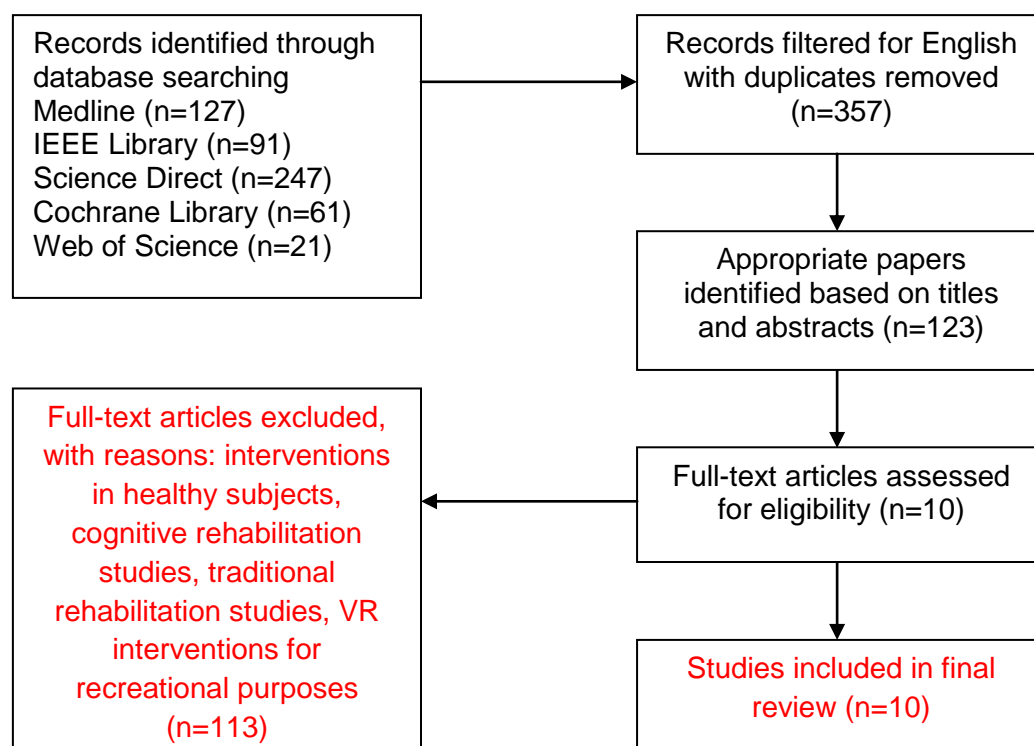 Records identified through
database searching
Medline (n=127)
IEEE Library (n=91)
Science Direct (n=247)
Cochrane Library (n=61)
Web of Science (n=21)
Records filtered for English
with duplicates removed
(n=357)
Appropriate papers
identified based on titles
and abstracts (n=123)
Full-text articles assessed
for eligibility (n=10)
Full-text articles excluded,
with reasons: interventions
in healthy subjects,
cognitive rehabilitation
studies, traditional
rehabilitation studies, VR
interventions for
recreational purposes
(n=113)
Studies included in final
review (n=10)